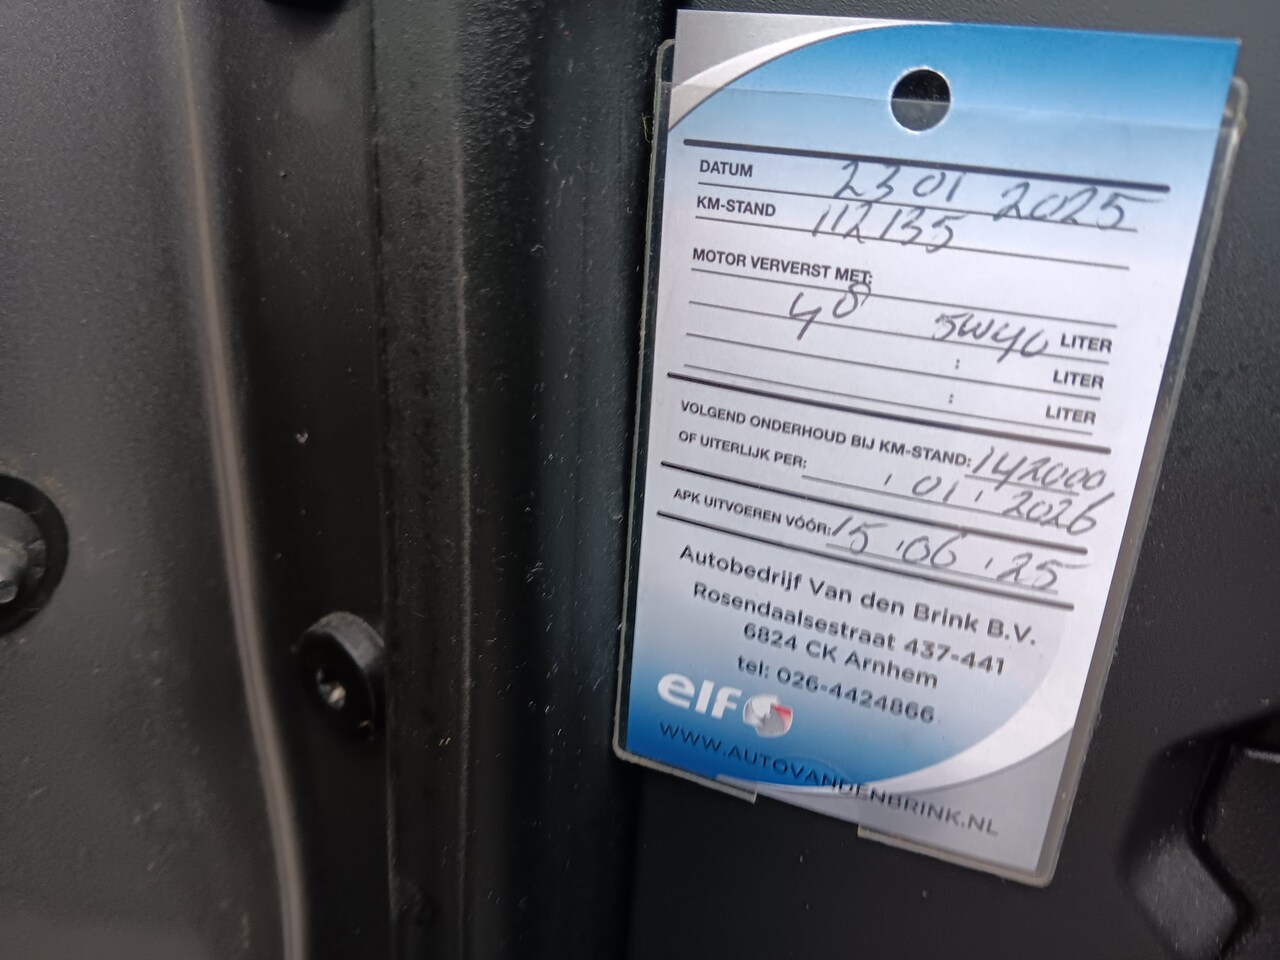 DATUM 23 01 2025
KM-STAND 112135
MOTOR VERVERST MET:
4 8 5W40 LITER
: LITER
: LITER
VOLGEND ONDERHOUD BIJ KM-STAND: 142000
OF UITERLIJK PER: 01 2026
APK UITVOEREN VÓÓR: 15 06 25
Autobedrijf Van den Brink B.V.
Rosendaalsestraat 437-441
6824 CK Arnhem
tel: 026-4424866
elf
WWW.AUTOVANDENBRINK.NL